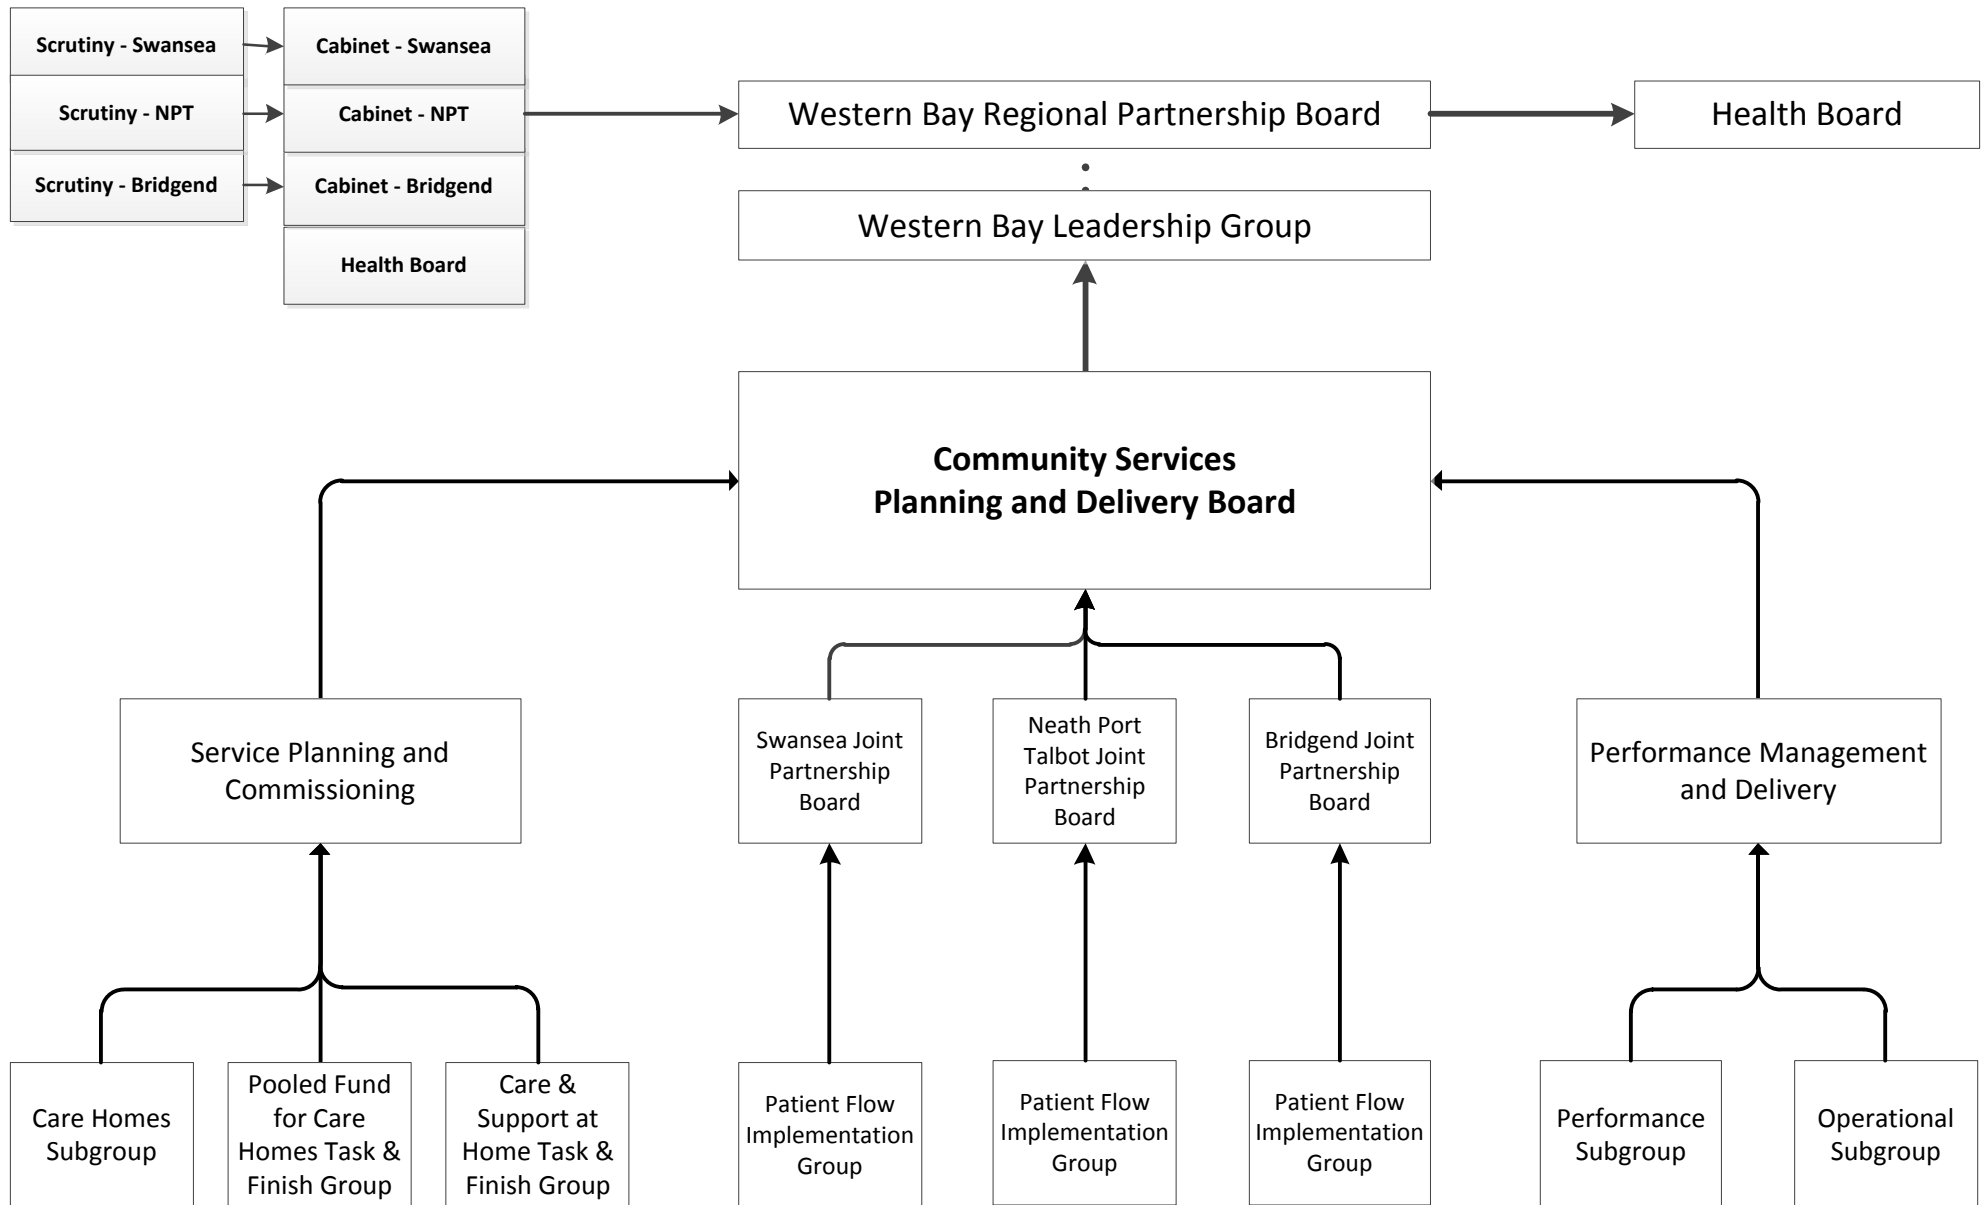 Scrutiny - Swansea
Cabinet - Swansea
Scrutiny - NPT
Cabinet - NPT
Western Bay Regional Partnership Board
Health Board
Scrutiny - Bridgend
Cabinet - Bridgend
Western Bay Leadership Group
Health Board
Community Services
Planning and Delivery Board
Service Planning and
Commissioning
Swansea Joint
Partnership
Board
Neath Port
Talbot Joint
Partnership
Board
Bridgend Joint
Partnership
Board
Performance Management
and Delivery
Care Homes
Subgroup
Pooled Fund
for Care
Homes Task &
Finish Group
Care &
Support at
Home Task &
Finish Group
Patient Flow
Implementation
Group
Patient Flow
Implementation
Group
Patient Flow
Implementation
Group
Performance
Subgroup
Operational
Subgroup